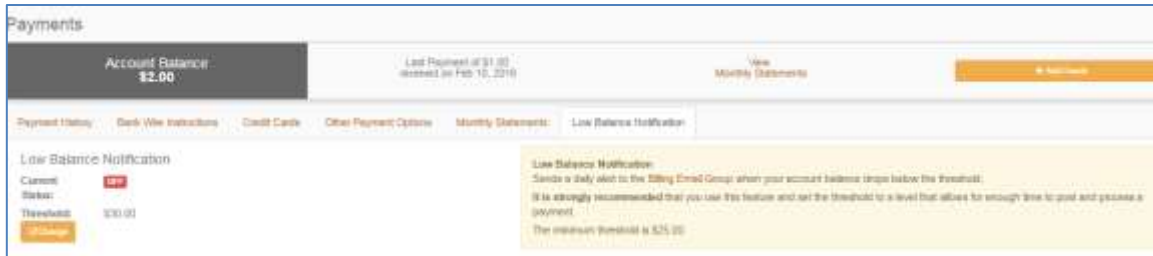 Payments
Account Balance
$2.00
Last Payment of $1.00
received on Feb 10, 2016
View
Monthly Statements
Add Funds
Payment History
Bank Wire Instructions
Credit Cards
Other Payment Options
Monthly Statements
Low Balance Notification
Low Balance Notification
Current
Status:
OFF
Threshold:
$30.00
Change
Low Balance Notification
Sends a daily alert to the Billing Email Group when your account balance drops below the threshold.
It is strongly recommended that you use this feature and set the threshold to a level that allows for enough time to post and process a
payment.
The minimum threshold is $25.00